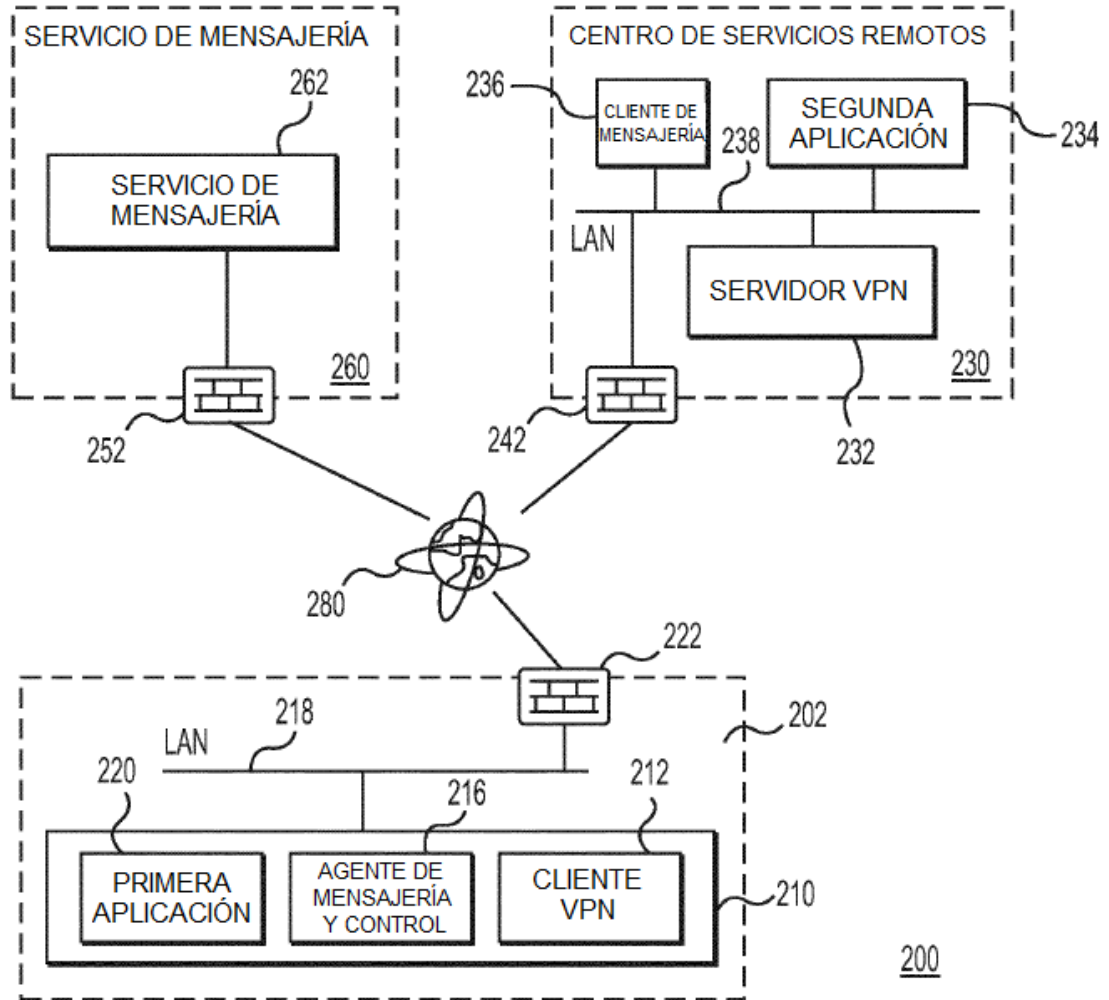 SERVICIO DE MENSAJERÍA
262
SERVICIO DE
MENSAJERÍA
260
252
CENTRO DE SERVICIOS REMOTOS
236
CLIENTE DE
MENSAJERÍA
SEGUNDA
APLICACIÓN
234
238
LAN
SERVIDOR VPN
230
242
232
280
222
202
218
LAN
220
216
212
PRIMERA
APLICACIÓN
AGENTE DE
MENSAJERÍA
Y CONTROL
CLIENTE
VPN
210
200